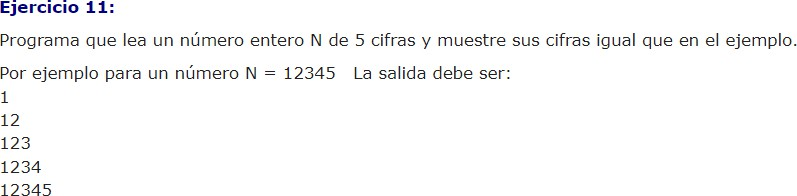 Ejercicio 11:
Programa que lea un número entero N de 5 cifras y muestre sus cifras igual que en el ejemplo.
Por ejemplo para un número N = 12345   La salida debe ser:
1
12
123
1234
12345